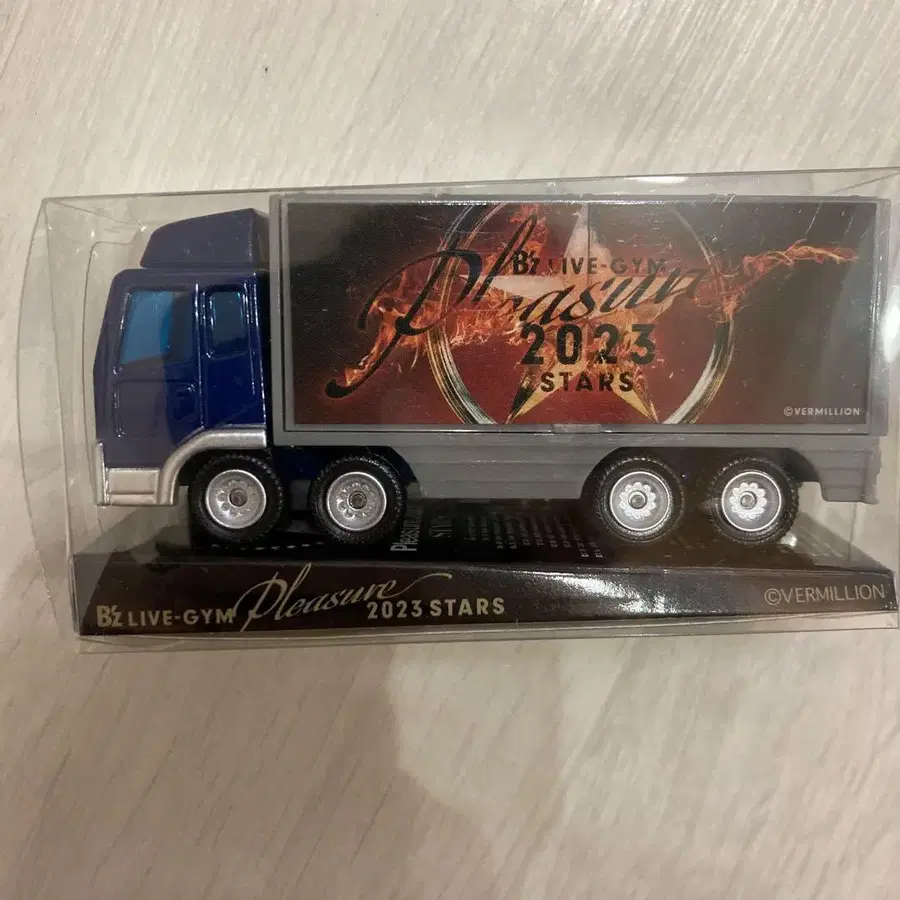 B'z LIVE-GYM
Pleasure
2023
STARS
©VERMILLION
B'z LIVE-GYM Pleasure 2023 STARS
©VERMILLION